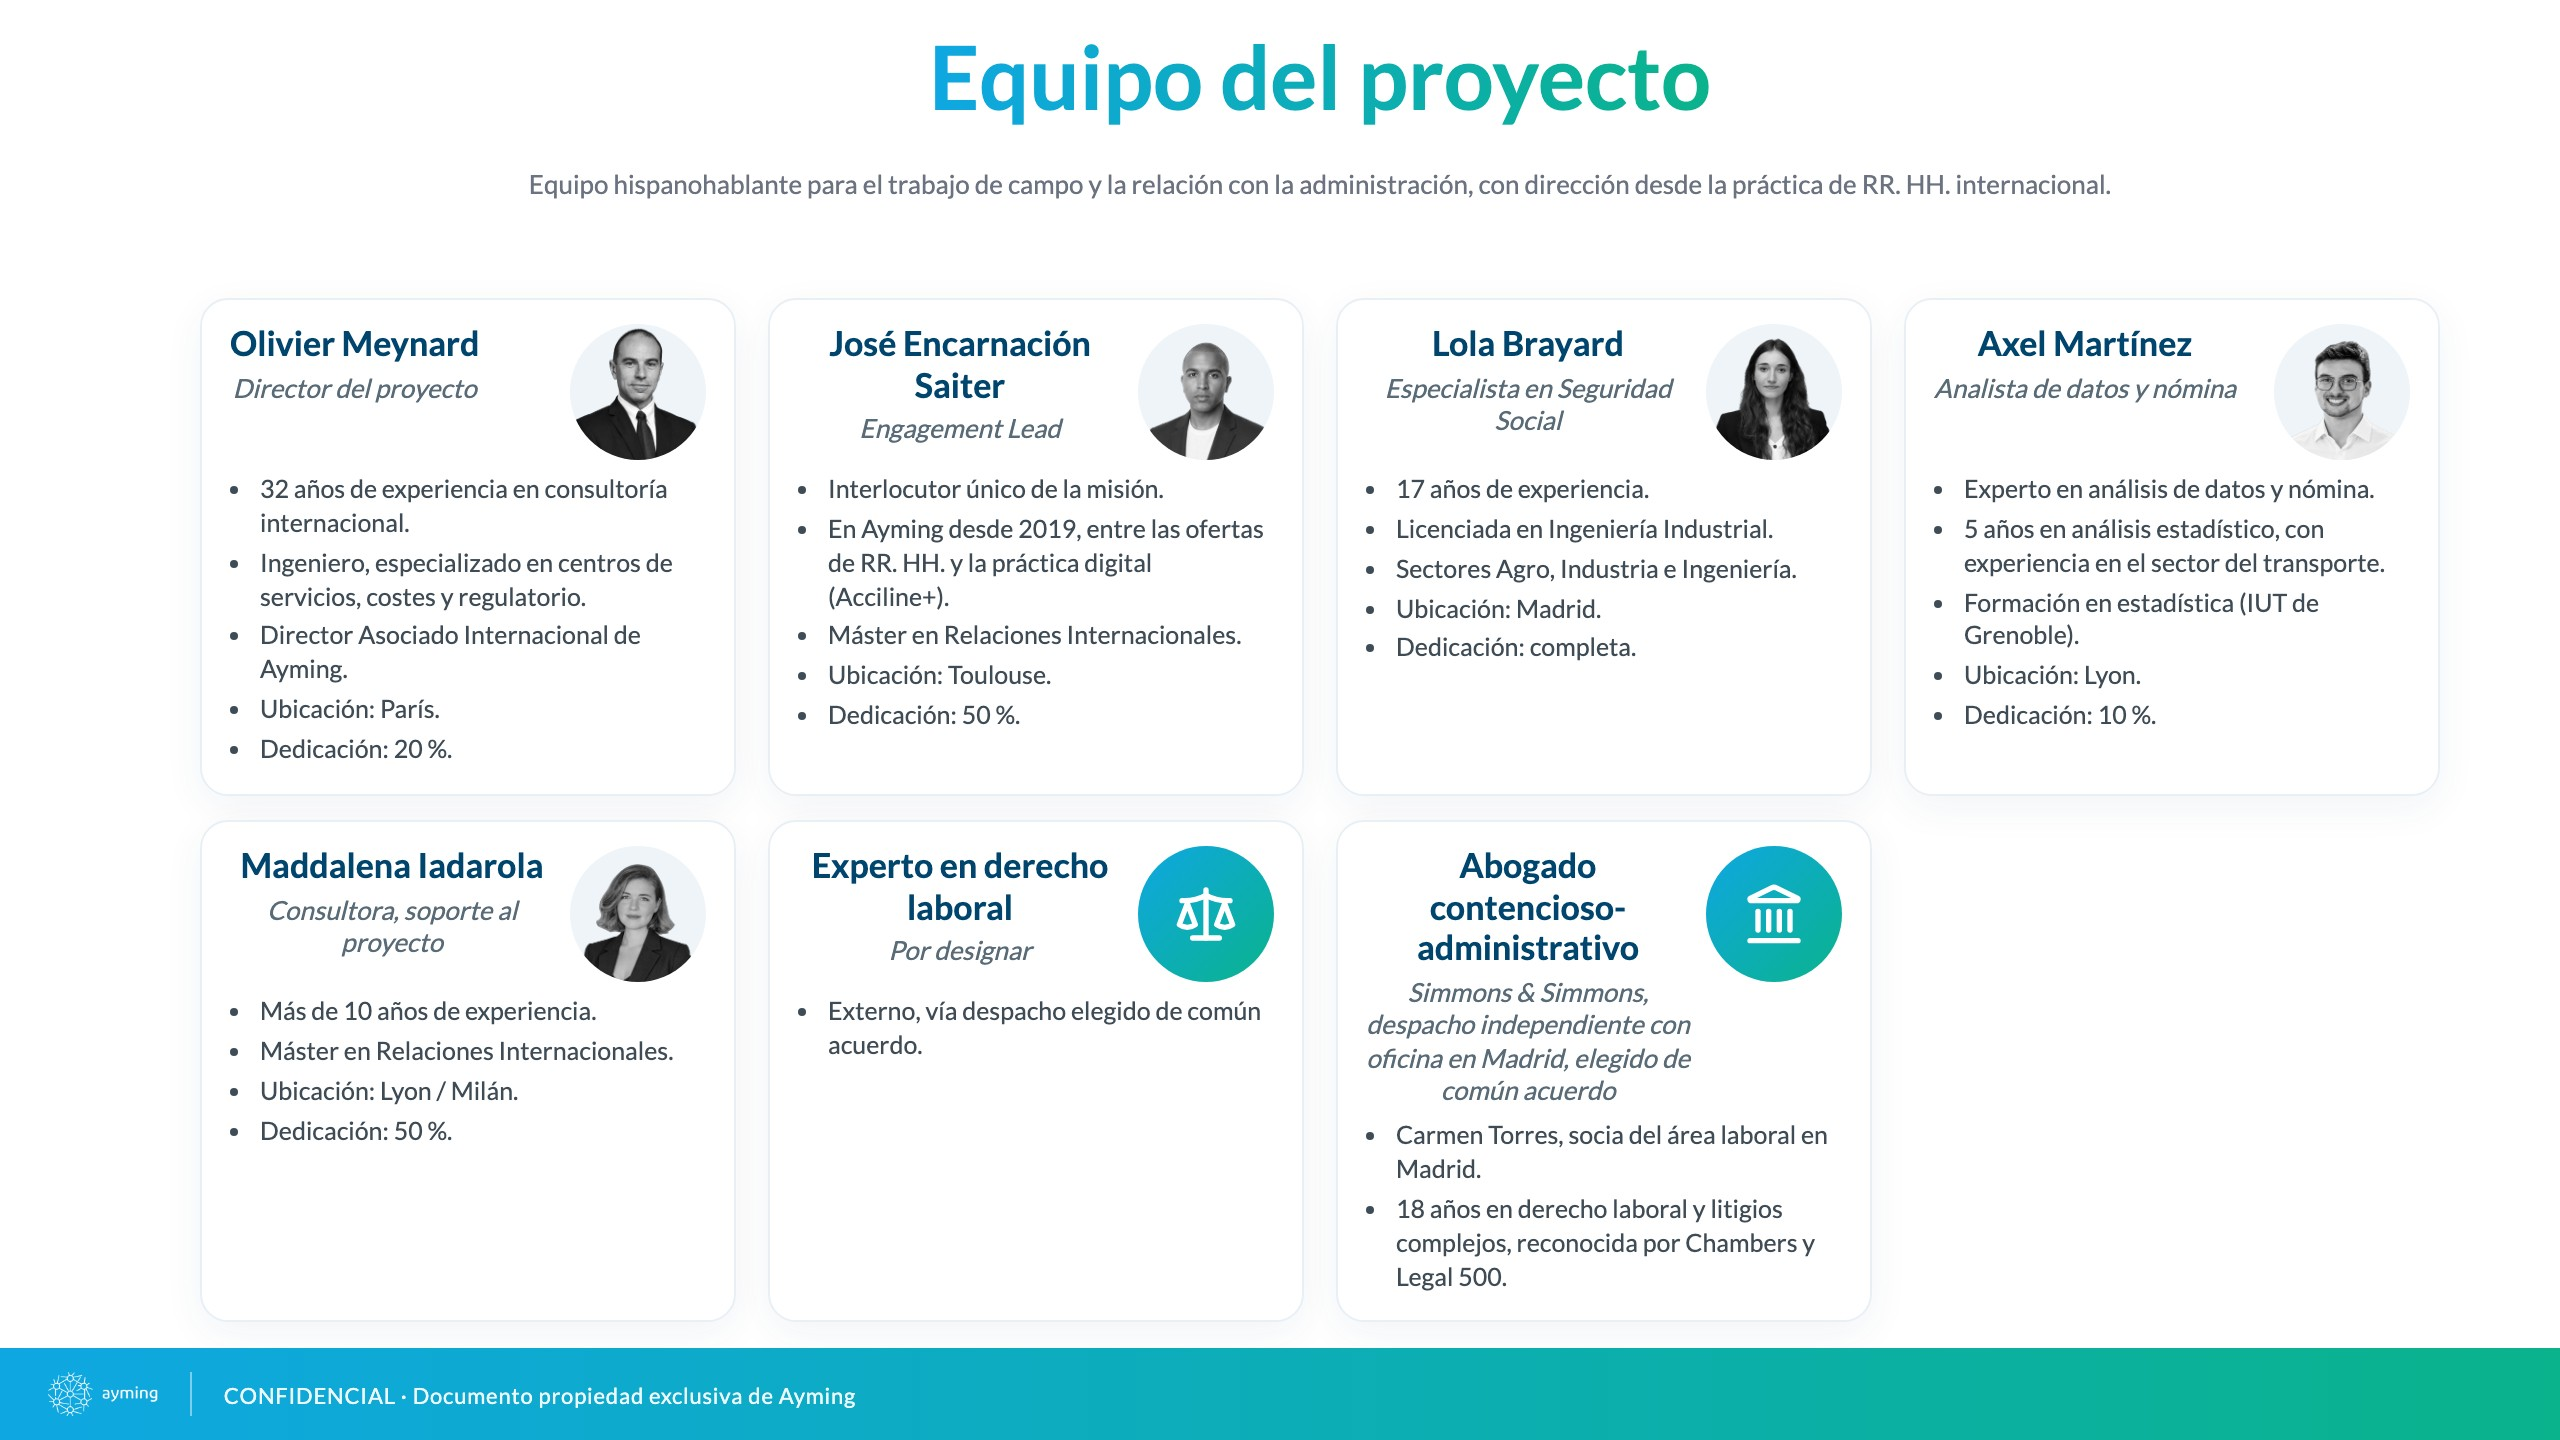 Equipo del proyecto
Equipo hispanohablante para el trabajo de campo y la relación con la administración, con dirección desde la práctica de RR. HH. internacional.
Olivier Meynard
Director del proyecto
• 32 años de experiencia en consultoría
internacional.
• Ingeniero, especializado en centros de
servicios, costes y regulatorio.
• Director Asociado Internacional de
Ayming.
• Ubicación: París.
• Dedicación: 20 %.
José Encarnación
Saiter
Engagement Lead
• Interlocutor único de la misión.
• En Ayming desde 2019, entre las ofertas
de RR. HH. y la práctica digital
(Acciline+).
• Máster en Relaciones Internacionales.
• Ubicación: Toulouse.
• Dedicación: 50 %.
Lola Brayard
Especialista en Seguridad
Social
• 17 años de experiencia.
• Licenciada en Ingeniería Industrial.
• Sectores Agro, Industria e Ingeniería.
• Ubicación: Madrid.
• Dedicación: completa.
Axel Martínez
Analista de datos y nómina
• Experto en análisis de datos y nómina.
• 5 años en análisis estadístico, con
experiencia en el sector del transporte.
• Formación en estadística (IUT de
Grenoble).
• Ubicación: Lyon.
• Dedicación: 10 %.
Maddalena Iadarola
Consultora, soporte al
proyecto
• Más de 10 años de experiencia.
• Máster en Relaciones Internacionales.
• Ubicación: Lyon / Milán.
• Dedicación: 50 %.
Experto en derecho
laboral
Por designar
• Externo, vía despacho elegido de común
acuerdo.
Abogado
contencioso-
administrativo
Simmons & Simmons,
despacho independiente con
oficina en Madrid, elegido de
común acuerdo
• Carmen Torres, socia del área laboral en
Madrid.
• 18 años en derecho laboral y litigios
complejos, reconocida por Chambers y
Legal 500.
ayming
CONFIDENCIAL · Documento propiedad exclusiva de Ayming